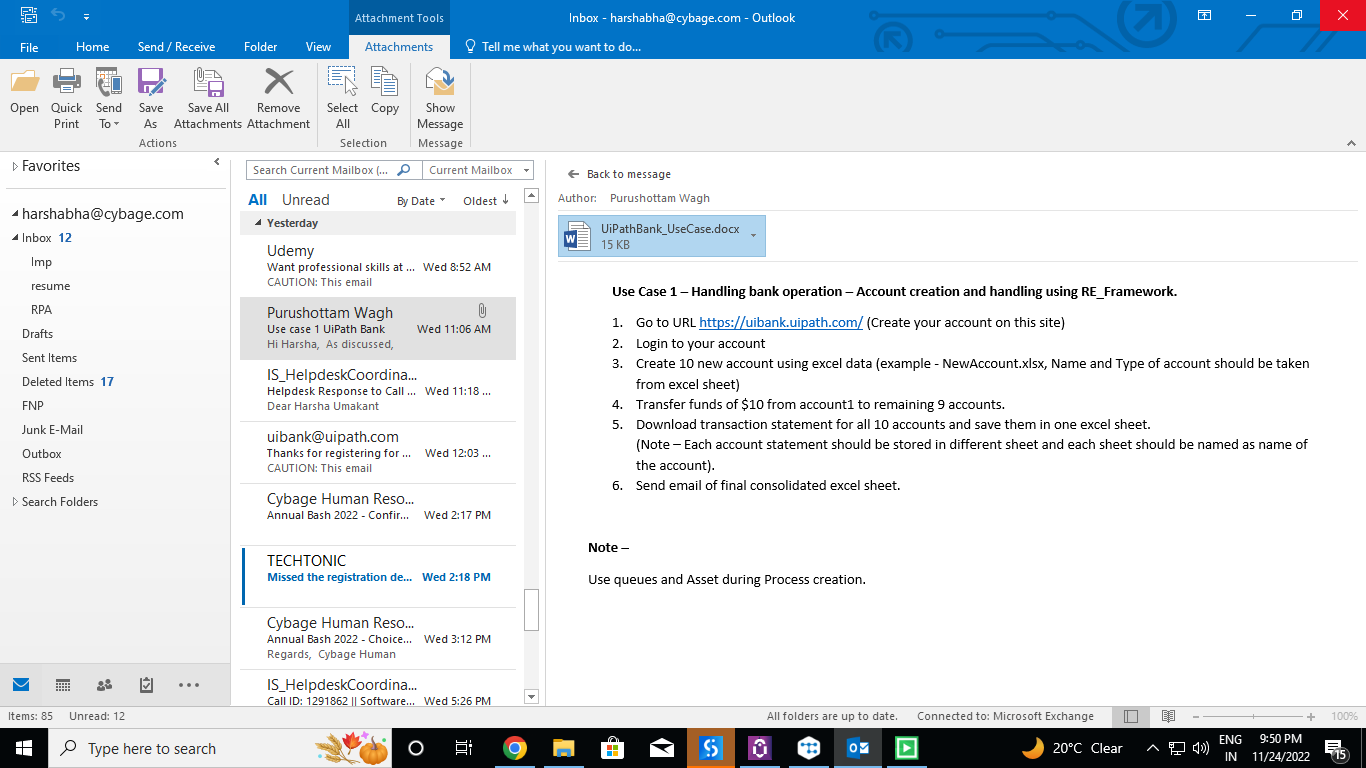 Attachment Tools
Inbox - harshabha@cybage.com - Outlook
File
Home
Send / Receive
Folder
View
Attachments
Tell me what you want to do...
Open
Quick Print
Send To
Save As
Save All Attachments
Remove Attachment
Select All
Copy
Show Message
Actions
Selection
Message
Favorites
harshabha@cybage.com
Inbox 12
Imp
resume
RPA
Drafts
Sent Items
Deleted Items 17
FNP
Junk E-Mail
Outbox
RSS Feeds
Search Folders
Search Current Mailbox (...
Current Mailbox
All Unread
By Date
Oldest ↓
Yesterday
Udemy
Want professional skills at ... Wed 8:52 AM
CAUTION: This email
Purushottam Wagh
Use case 1 UiPath Bank Wed 11:06 AM
Hi Harsha, As discussed,
IS_HelpdeskCoordina...
Helpdesk Response to Call ... Wed 11:18 ...
Dear Harsha Umakant
uibank@uipath.com
Thanks for registering for ... Wed 12:03 ...
CAUTION: This email
Cybage Human Reso...
Annual Bash 2022 - Confir... Wed 2:17 PM
TECHTONIC
Missed the registration de... Wed 2:18 PM
Cybage Human Reso...
Annual Bash 2022 - Choice... Wed 3:12 PM
Regards, Cybage Human
IS_HelpdeskCoordina...
Call ID: 1291862 || Software... Wed 5:26 PM
Back to message
Author: Purushottam Wagh
UiPathBank_UseCase.docx
15 KB
Use Case 1 – Handling bank operation – Account creation and handling using RE_Framework.
1. Go to URL https://uibank.uipath.com/ (Create your account on this site)
2. Login to your account
3. Create 10 new account using excel data (example - NewAccount.xlsx, Name and Type of account should be taken
from excel sheet)
4. Transfer funds of $10 from account1 to remaining 9 accounts.
5. Download transaction statement for all 10 accounts and save them in one excel sheet.
(Note – Each account statement should be stored in different sheet and each sheet should be named as name of
the account).
6. Send email of final consolidated excel sheet.
Note –
Use queues and Asset during Process creation.
Items: 85 Unread: 12
All folders are up to date. Connected to: Microsoft Exchange
100%
Type here to search
20°C Clear
ENG
IN
9:50 PM
11/24/2022
15